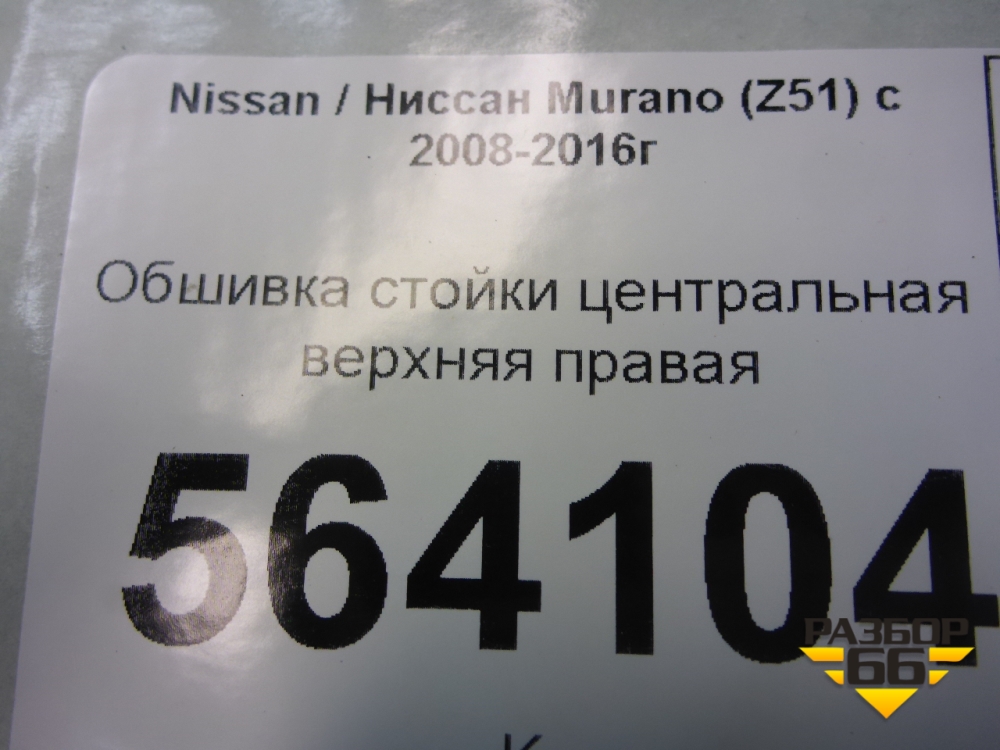 Nissan / Ниссан Murano (Z51) с
2008-2016г
Обшивка стойки центральная
верхняя правая
564104
РАЗБОР
66